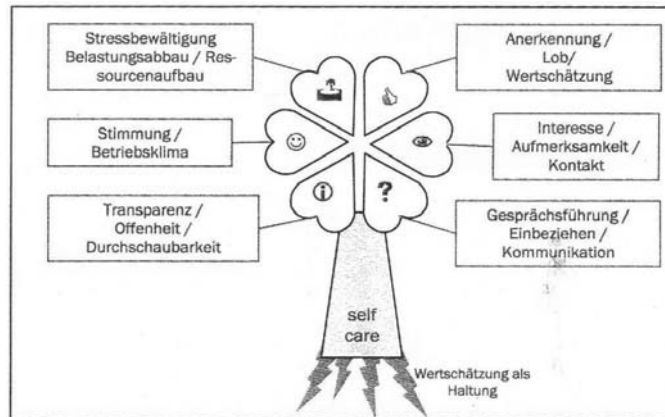 Stressbewältigung
Belastungsabbau / Res-
sourcenaufbau
Anerkennung /
Lob/
Wertschätzung
Stimmung /
Betriebsklima
Interesse /
Aufmerksamkeit /
Kontakt
Transparenz /
Offenheit /
Durchschaubarkeit
?
Gesprächsführung /
Einbeziehen /
Kommunikation
self
care
Wertschätzung als
Haltung